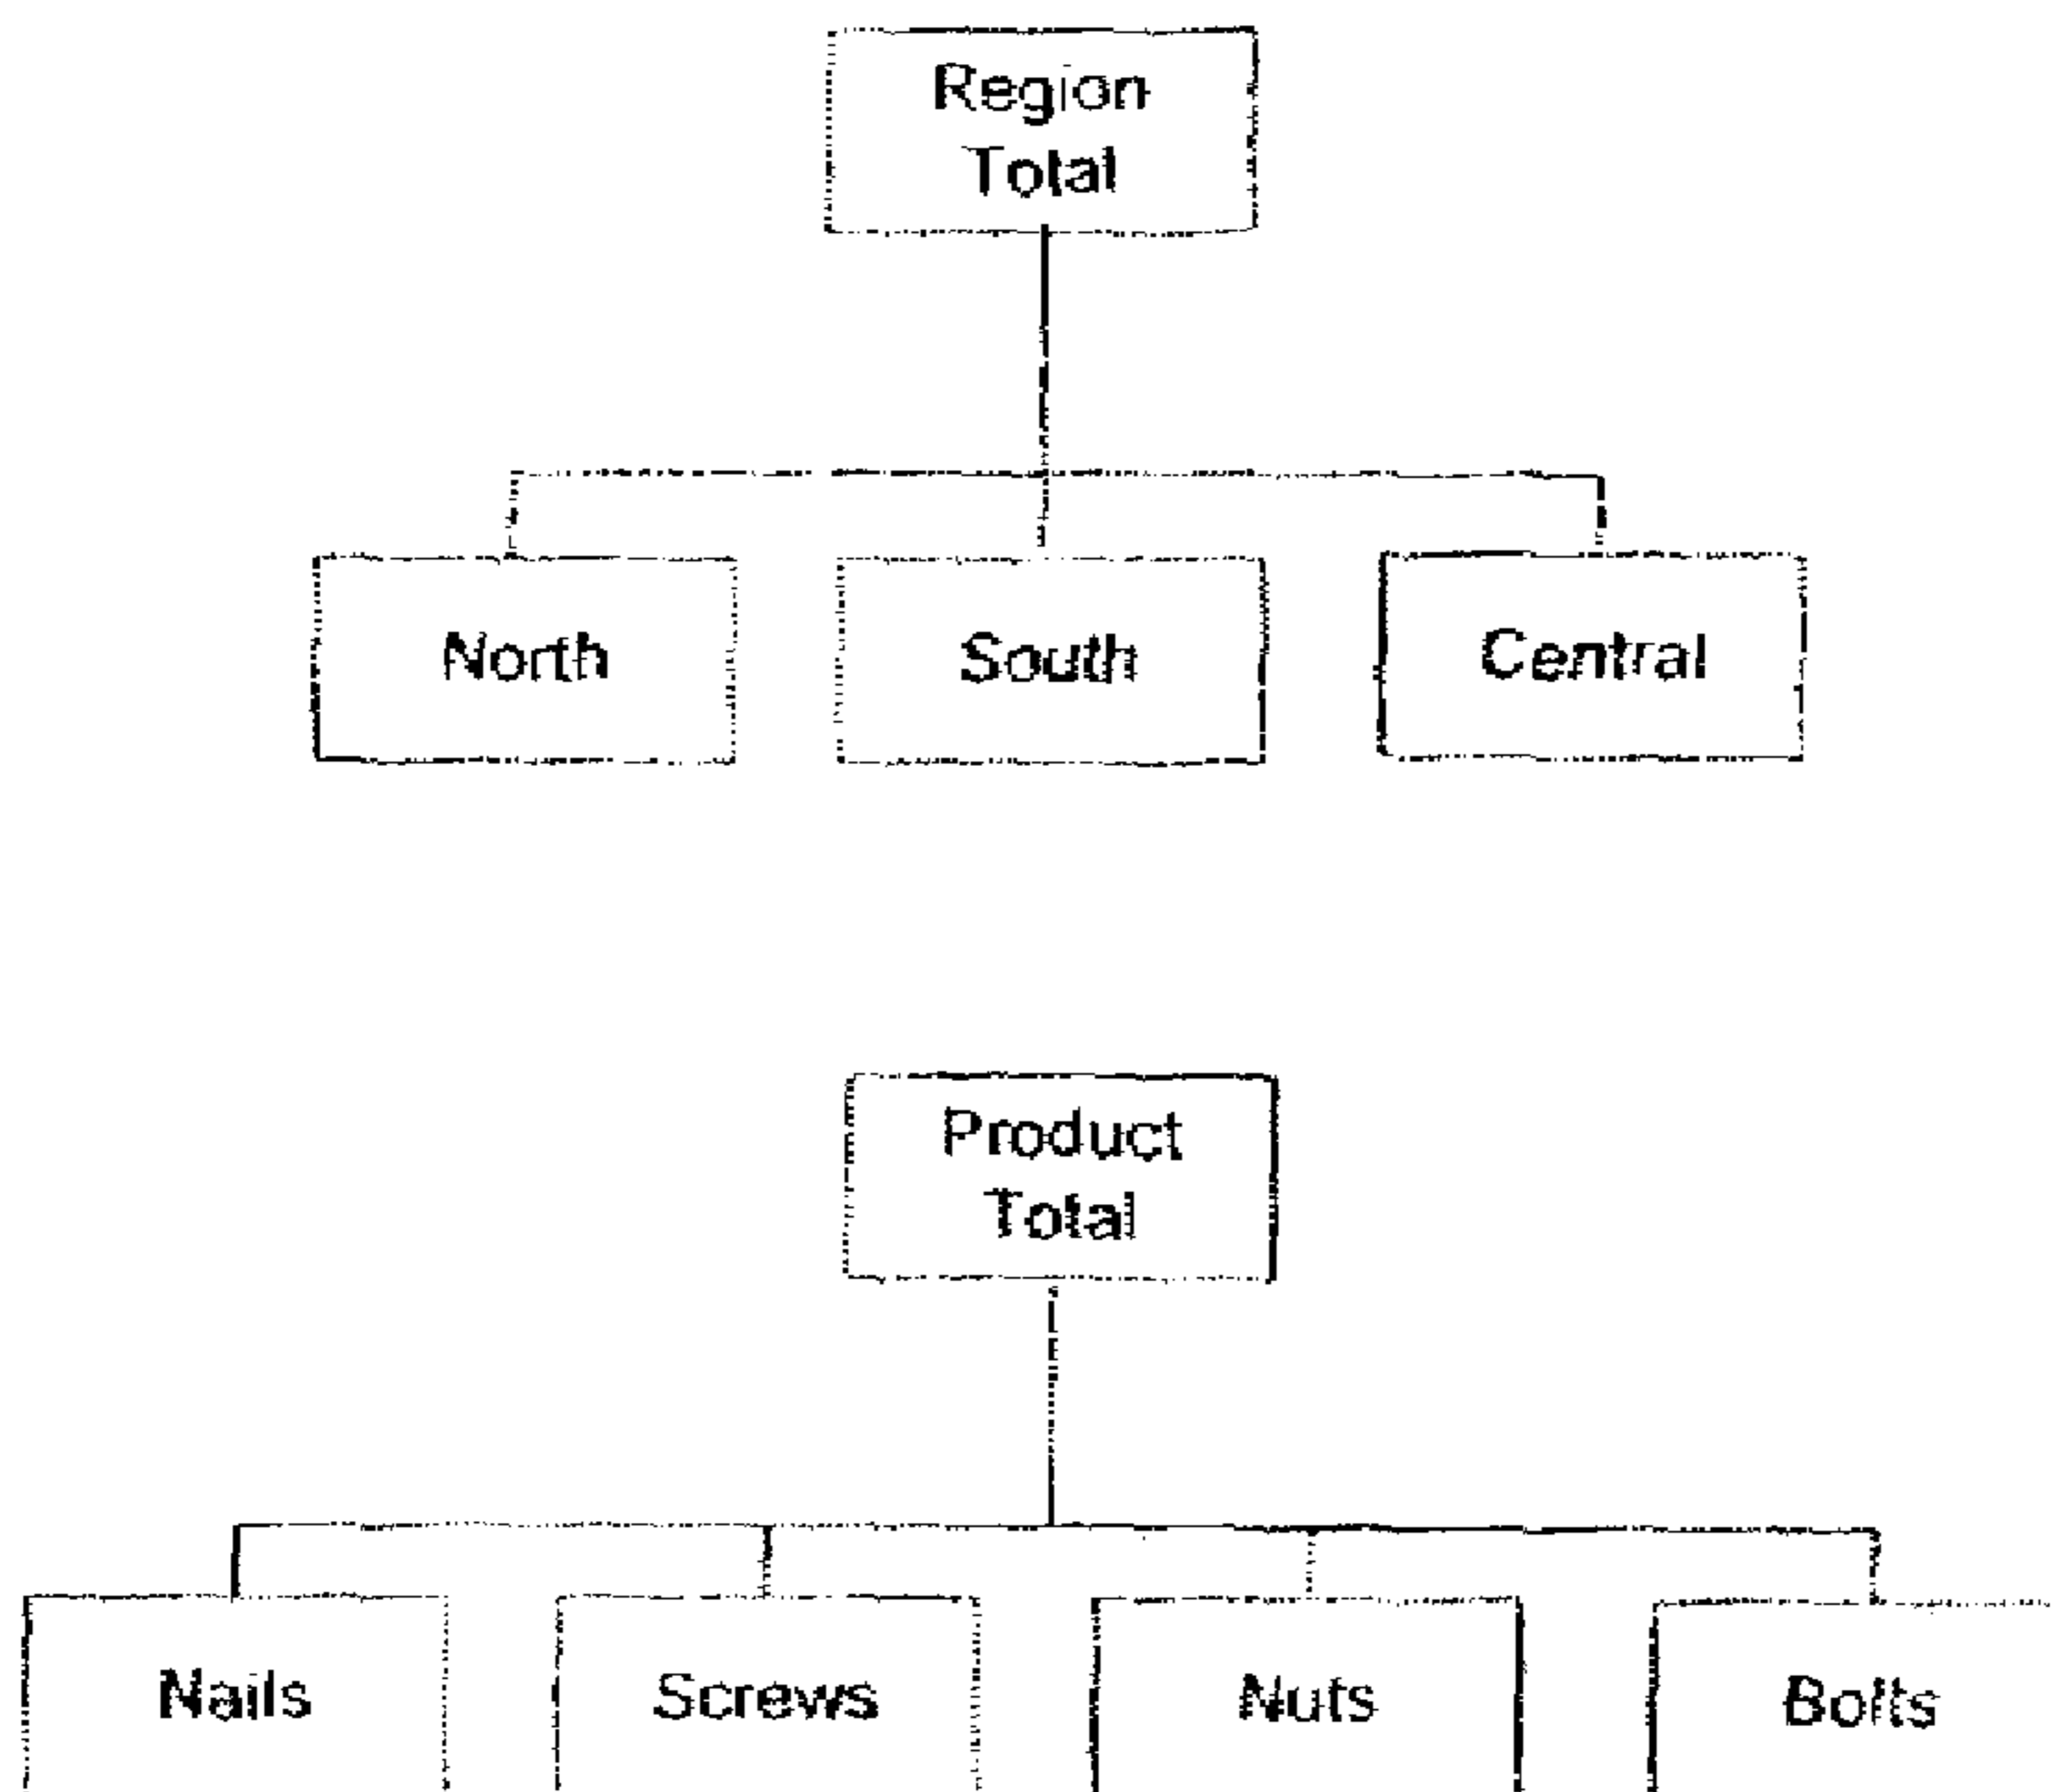 Region
Total
North
South
Central
Product
Total
Nails
Screws
Nuts
Bolts